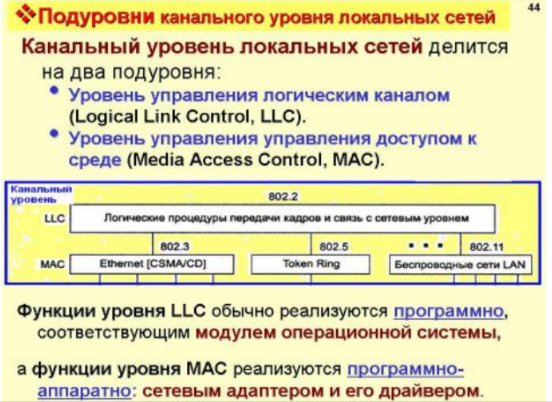 44
❖Подуровни канального уровня локальных сетей
Канальный уровень локальных сетей делится
на два подуровня:
• Уровень управления логическим каналом
(Logical Link Control, LLC).
• Уровень управления управления доступом к
среде (Media Access Control, MAC).
Канальный
уровень
802.2
LLC Логические процедуры передачи кадров и связь с сетевым уровнем
802.3 802.5 ▪ ▪ ▪ 802.11
MAC Ethernet [CSMA/CD] Token Ring Беспроводные сети LAN
Функции уровня LLC обычно реализуются программно,
соответствующим модулем операционной системы,
а функции уровня MAC реализуются программно-
аппаратно: сетевым адаптером и его драйвером.